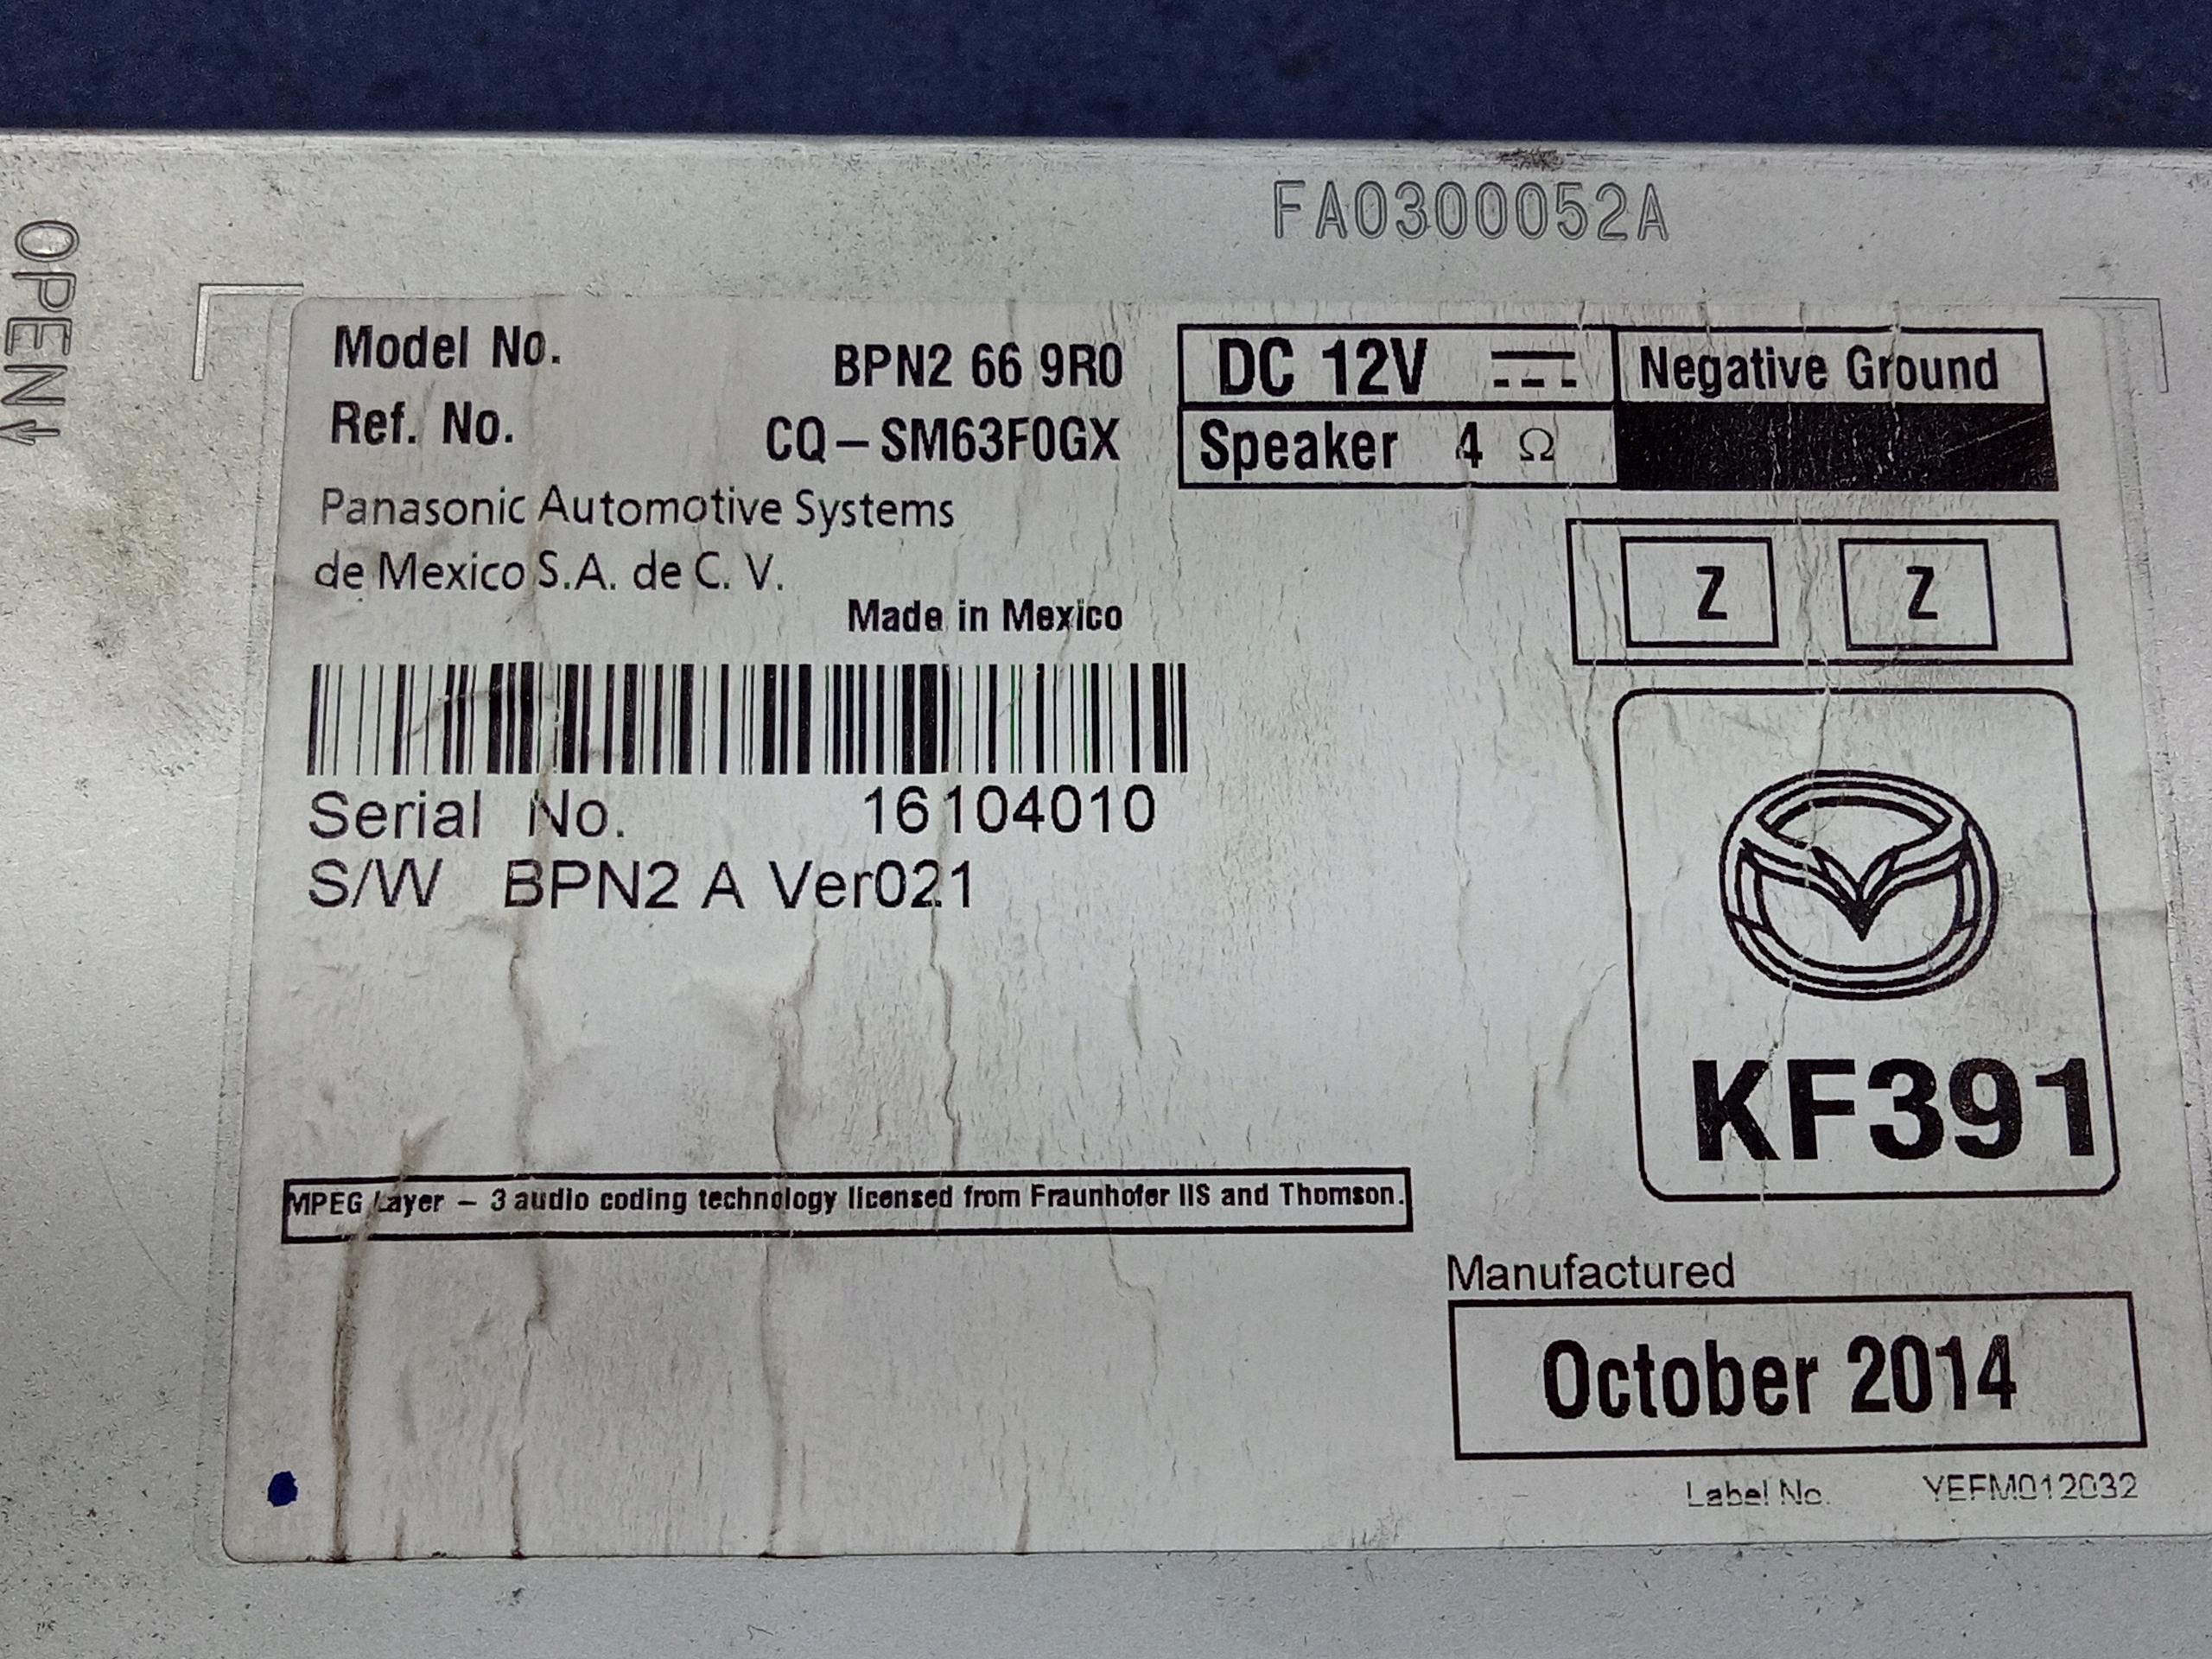 FA0300052A
OPEN
Model No. BPN2 66 9R0
Ref. No. CQ-SM63F0GX
Panasonic Automotive Systems
de Mexico S.A. de C. V.
Made in Mexico
DC 12V
Negative Ground
Speaker 4 Ω
Z Z
Serial No. 16104010
S/W BPN2 A Ver021
KF391
MPEG Layer – 3 audio coding technology licensed from Fraunhofer IIS and Thomson.
Manufactured
October 2014
Label No. YEFM012032